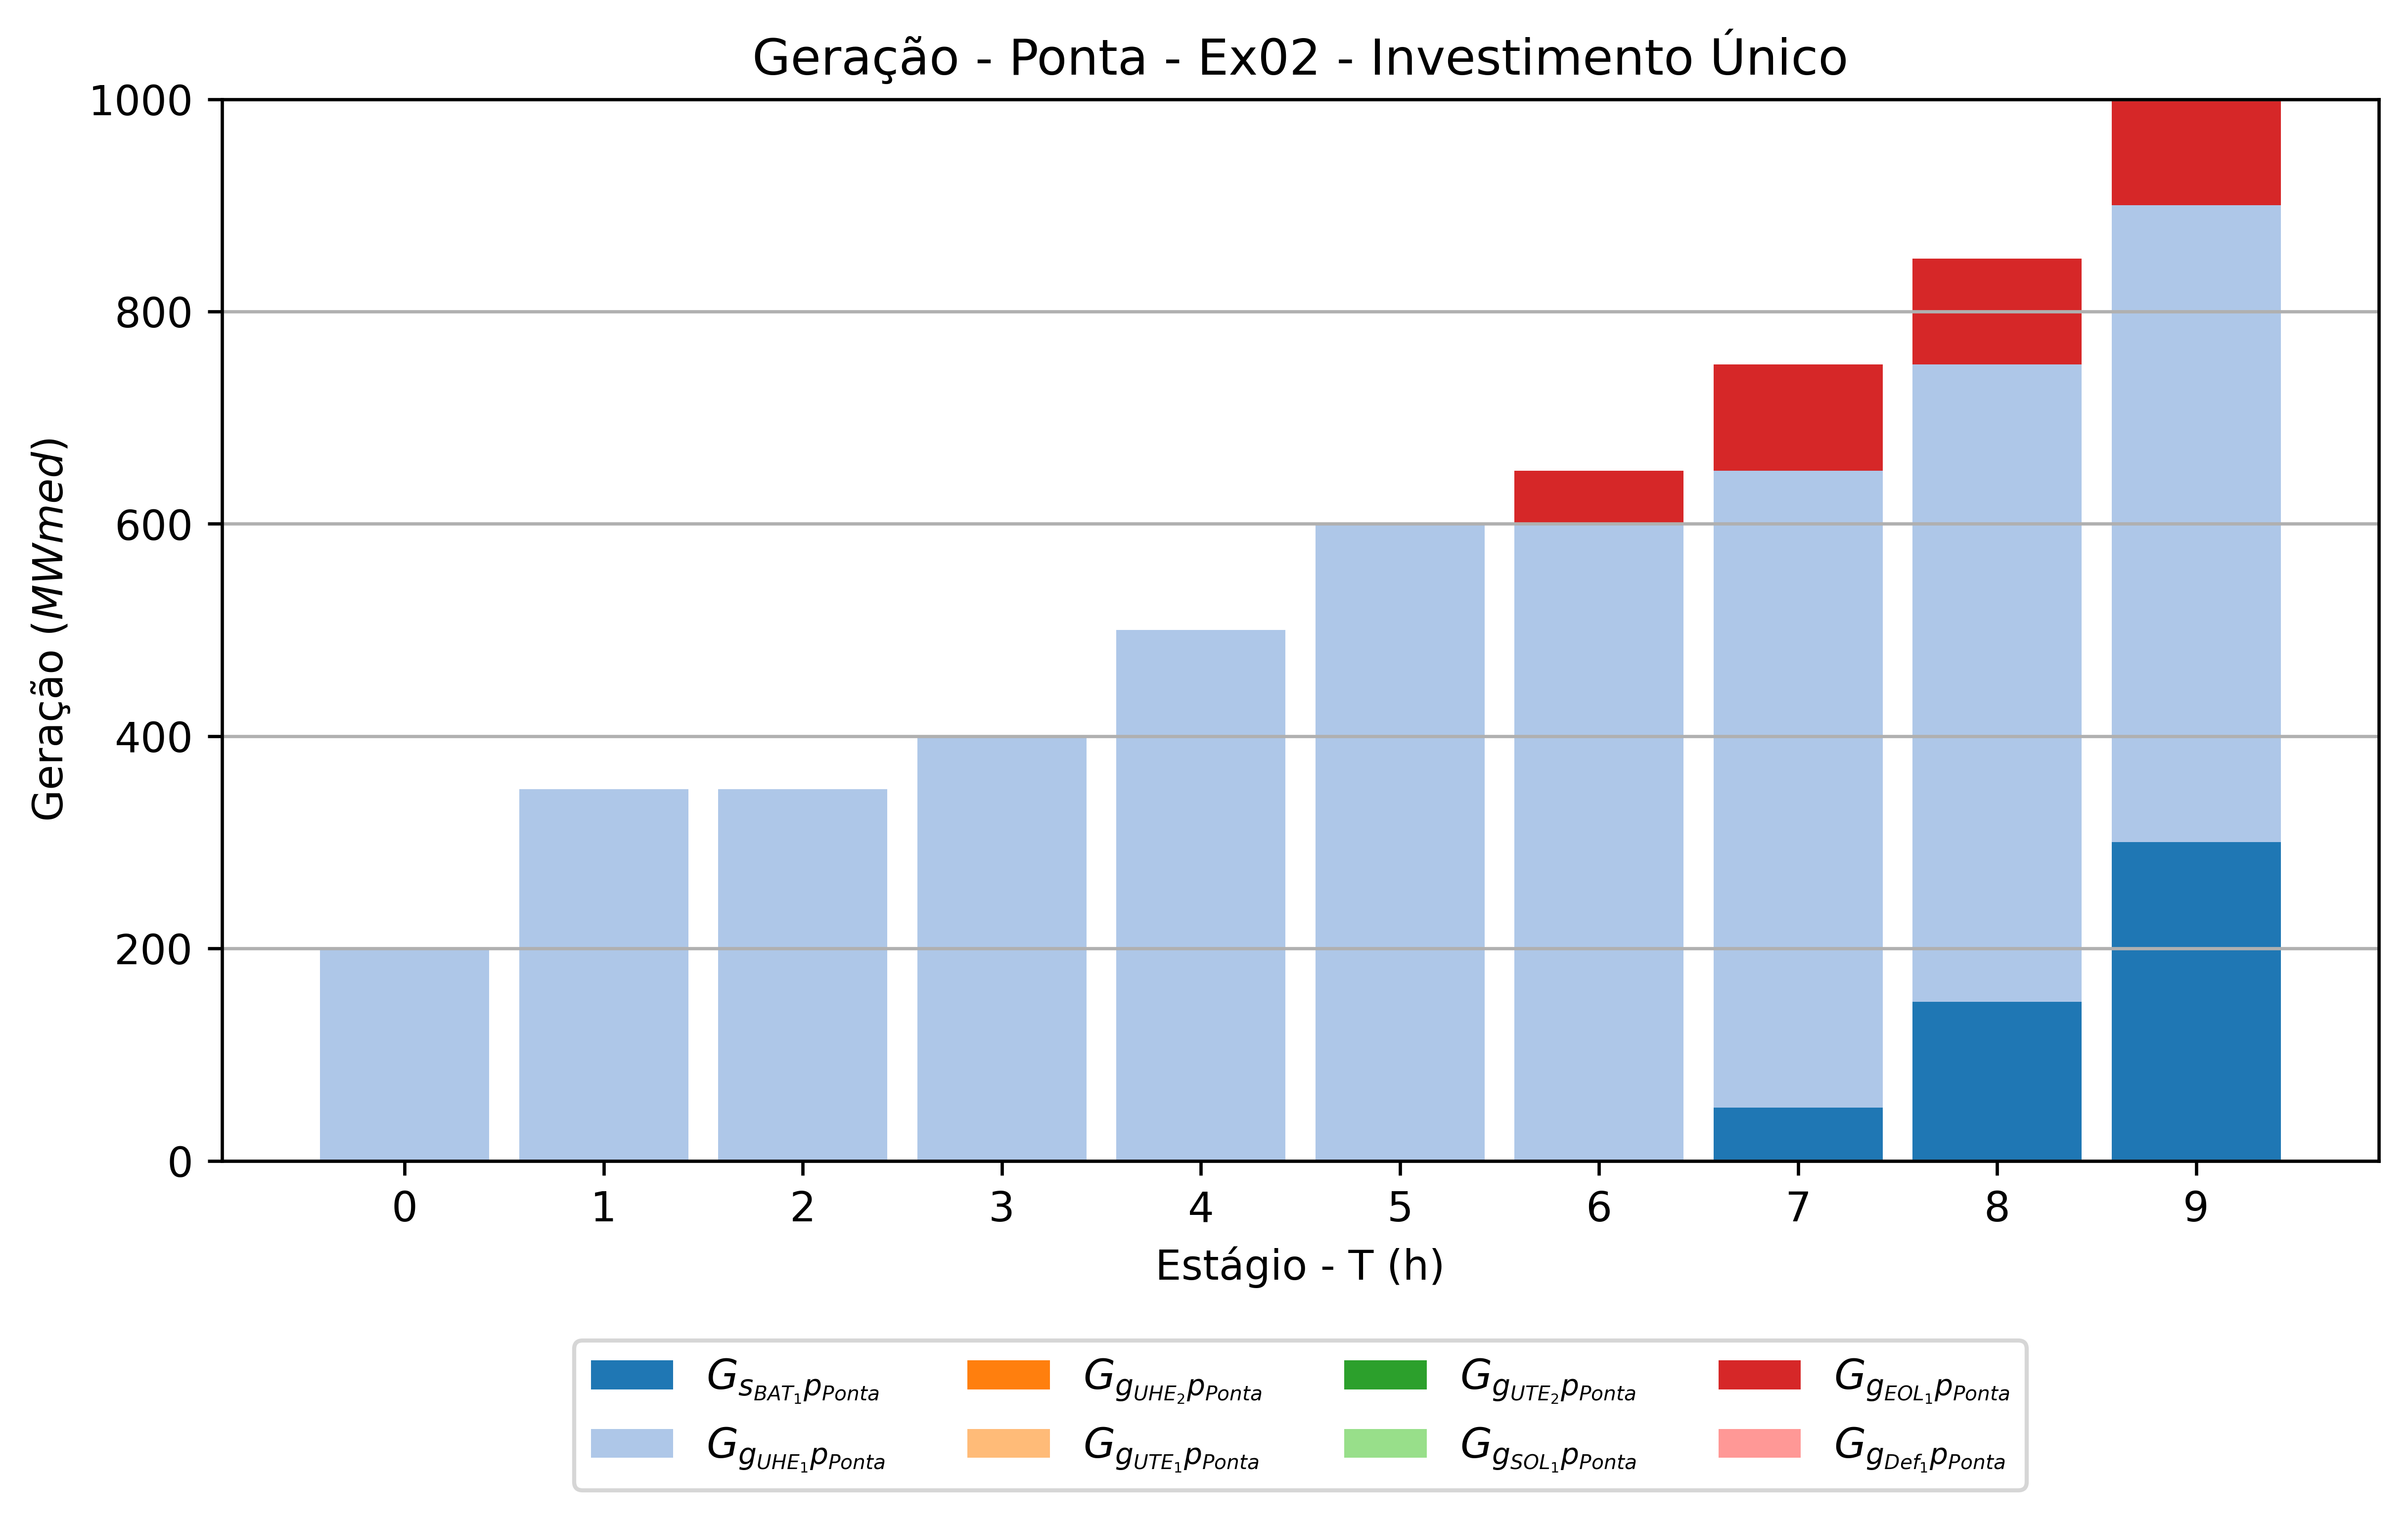 Geração - Ponta - Ex02 - Investimento Único
1000
800
600
400
200
0
Geração (MWmed)
0 1 2 3 4 5 6 7 8 9
Estágio - T (h)
G_{s_{BAT_1}p_{Ponta}} G_{g_{UHE_2}p_{Ponta}} G_{g_{UTE_2}p_{Ponta}} G_{g_{EOL_1}p_{Ponta}}
G_{g_{UHE_1}p_{Ponta}} G_{g_{UTE_1}p_{Ponta}} G_{g_{SOL_1}p_{Ponta}} G_{g_{Def_1}p_{Ponta}}